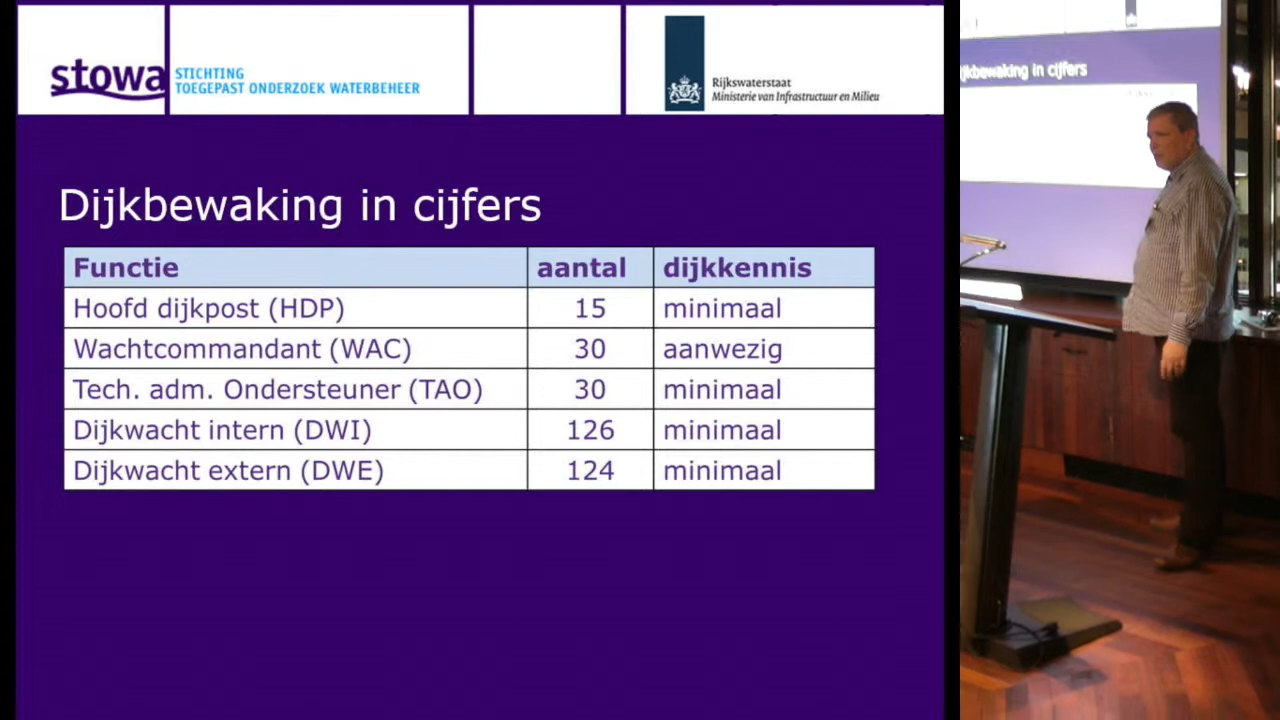 stowa
STICHTING
TOEGEPAST ONDERZOEK WATERBEHEER
Rijkswaterstaat
Ministerie van Infrastructuur en Milieu
Dijkbewaking in cijfers
Functie aantal dijkkennis
Hoofd dijkpost (HDP) 15 minimaal
Wachtcommandant (WAC) 30 aanwezig
Tech. adm. Ondersteuner (TAO) 30 minimaal
Dijkwacht intern (DWI) 126 minimaal
Dijkwacht extern (DWE) 124 minimaal
jkbewaking in cijfers